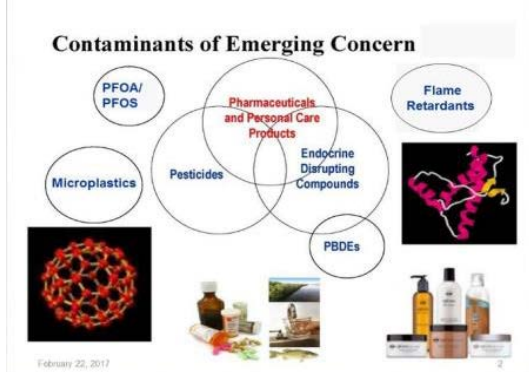 Contaminants of Emerging Concern
PFOA/
PFOS
Pharmaceuticals
and Personal Care
Products
Flame
Retardants
Microplastics
Pesticides
Endocrine
Disrupting
Compounds
PBDEs
February 22, 2017
2